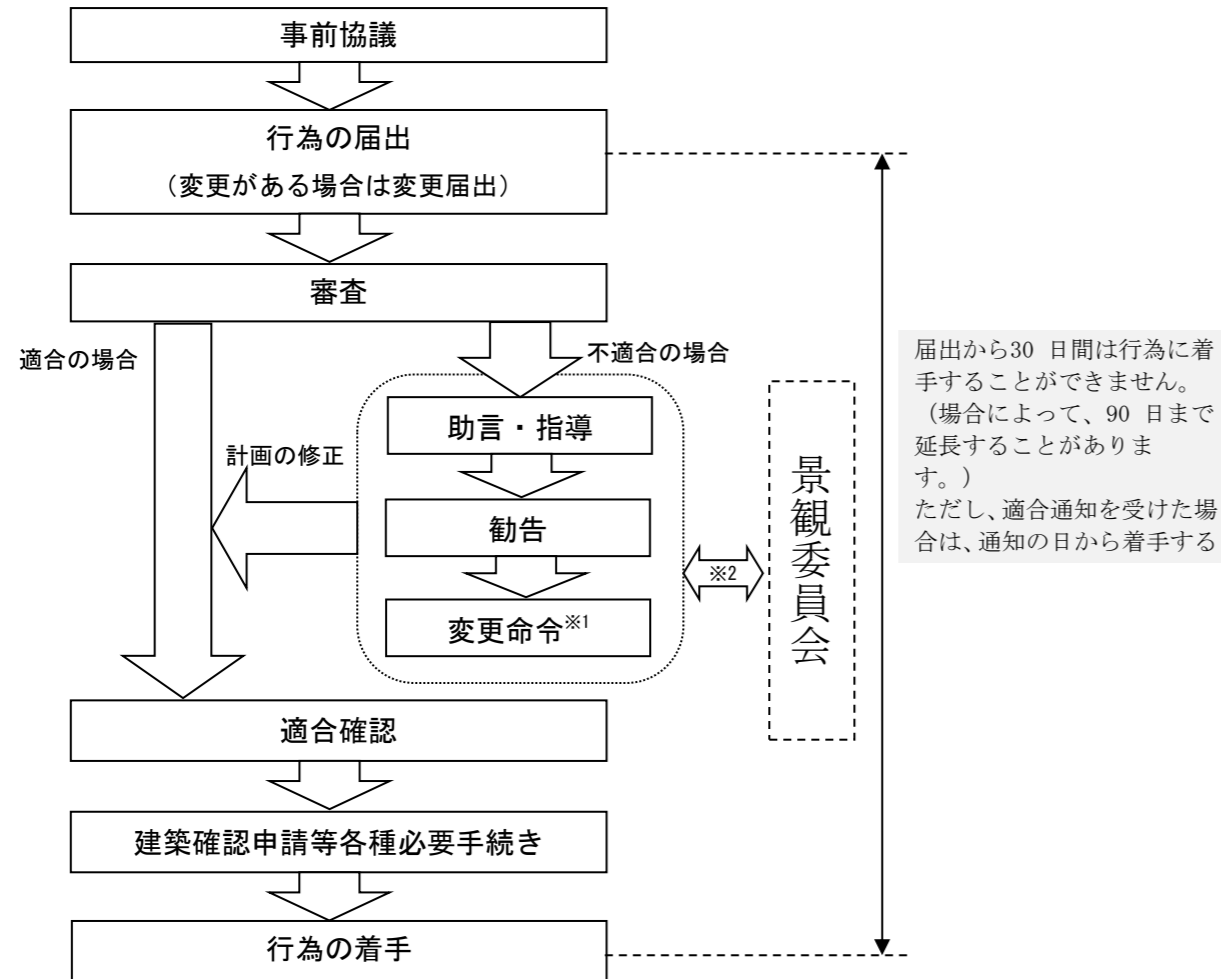 事前協議
行為の届出
（変更がある場合は変更届出）
審査
適合の場合
不適合の場合
助言・指導
計画の修正
勧告
変更命令※1
※2
景観委員会
届出から30 日間は行為に着
手することができません。
（場合によって、90 日まで
延長することがありま
す。）
ただし、適合通知を受けた場
合は、通知の日から着手する
適合確認
建築確認申請等各種必要手続き
行為の着手